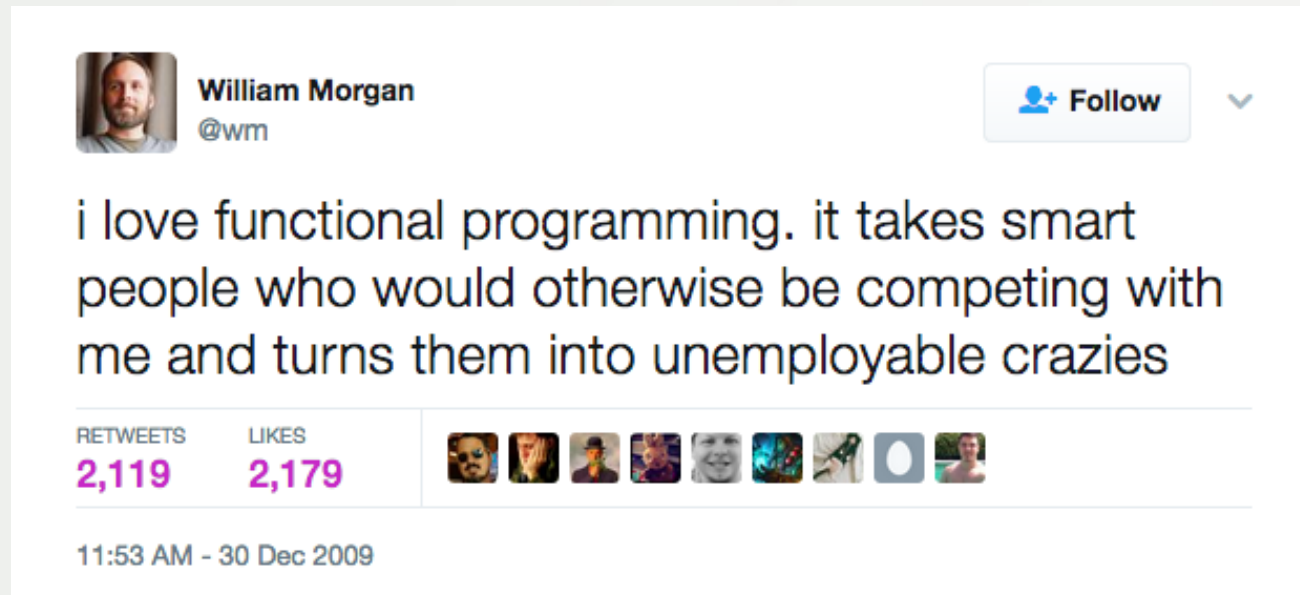 William Morgan
@wm
Follow
i love functional programming. it takes smart
people who would otherwise be competing with
me and turns them into unemployable crazies
RETWEETS LIKES
2,119 2,179
11:53 AM - 30 Dec 2009